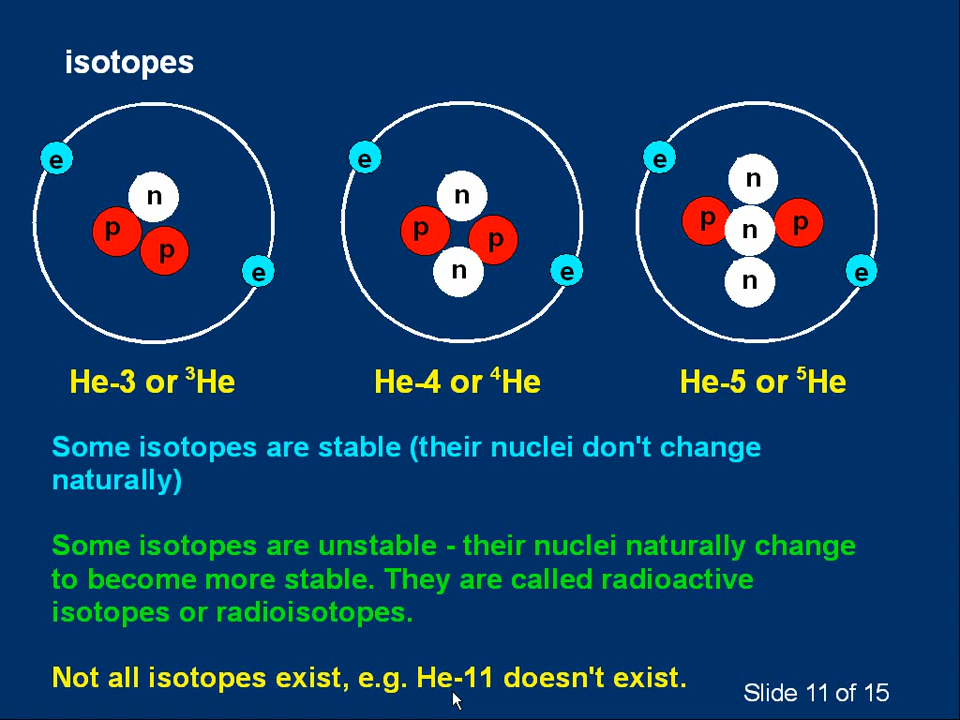 isotopes
e e e
n n n
p p p p p p
n n
e e e
n
He-3 or ³He He-4 or ⁴He He-5 or ⁵He
Some isotopes are stable (their nuclei don't change
naturally)
Some isotopes are unstable - their nuclei naturally change
to become more stable. They are called radioactive
isotopes or radioisotopes.
Not all isotopes exist, e.g. He-11 doesn't exist.
Slide 11 of 15